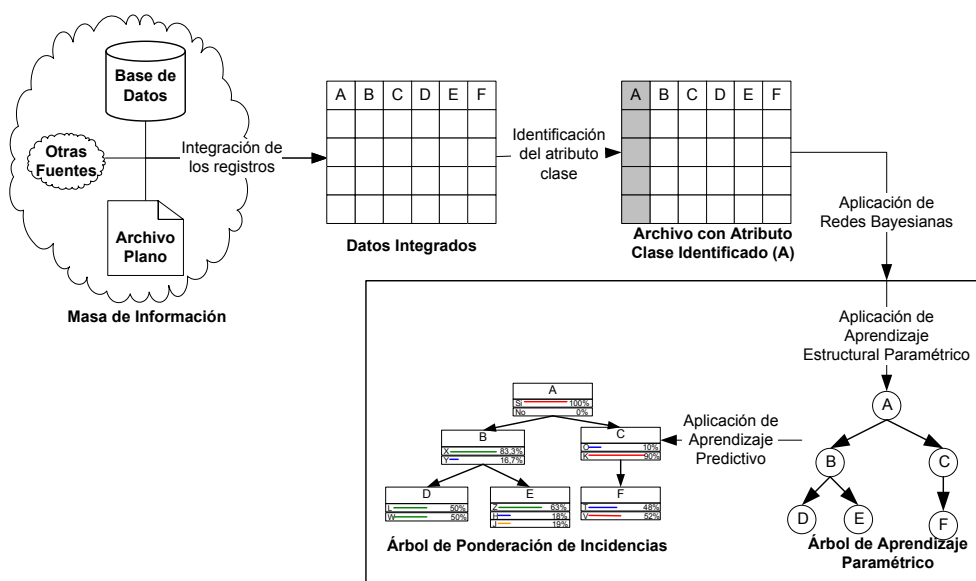 Base de
Datos
Otras
Fuentes
Archivo
Plano
Masa de Información
Integración de
los registros
A B C D E F
Datos Integrados
Identificación
del atributo
clase
A B C D E F
Archivo con Atributo
Clase Identificado (A)
Aplicación de
Redes Bayesianas
Aplicación de
Aprendizaje
Estructural Paramétrico
A
B
C
D
E
F
Árbol de Aprendizaje
Paramétrico
Aplicación de
Aprendizaje
Predictivo
A
Si 100%
No 0%
B
X 83,3%
Y 16,7%
C
O 10%
K 90%
D
L 50%
W 50%
E
Z 63%
H 18%
J 19%
F
T 48%
V 52%
Árbol de Ponderación de Incidencias